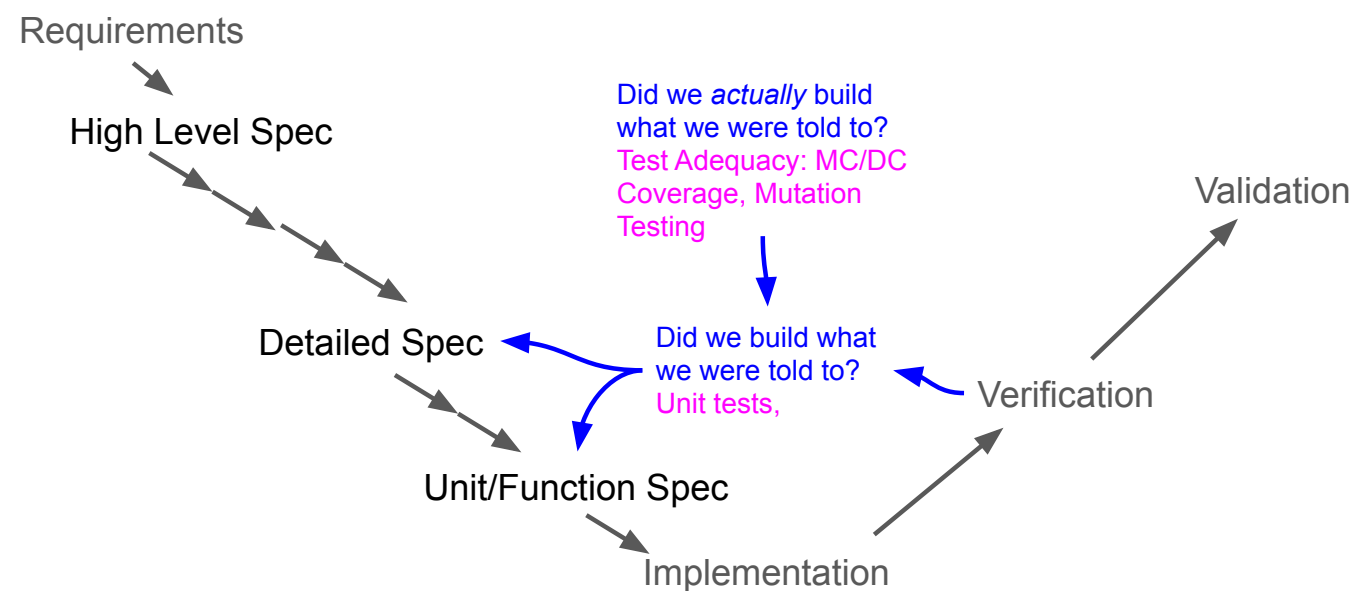 Requirements
High Level Spec
Did we actually build
what we were told to?
Test Adequacy: MC/DC
Coverage, Mutation
Testing
Validation
Detailed Spec
Did we build what
we were told to?
Unit tests,
Verification
Unit/Function Spec
Implementation